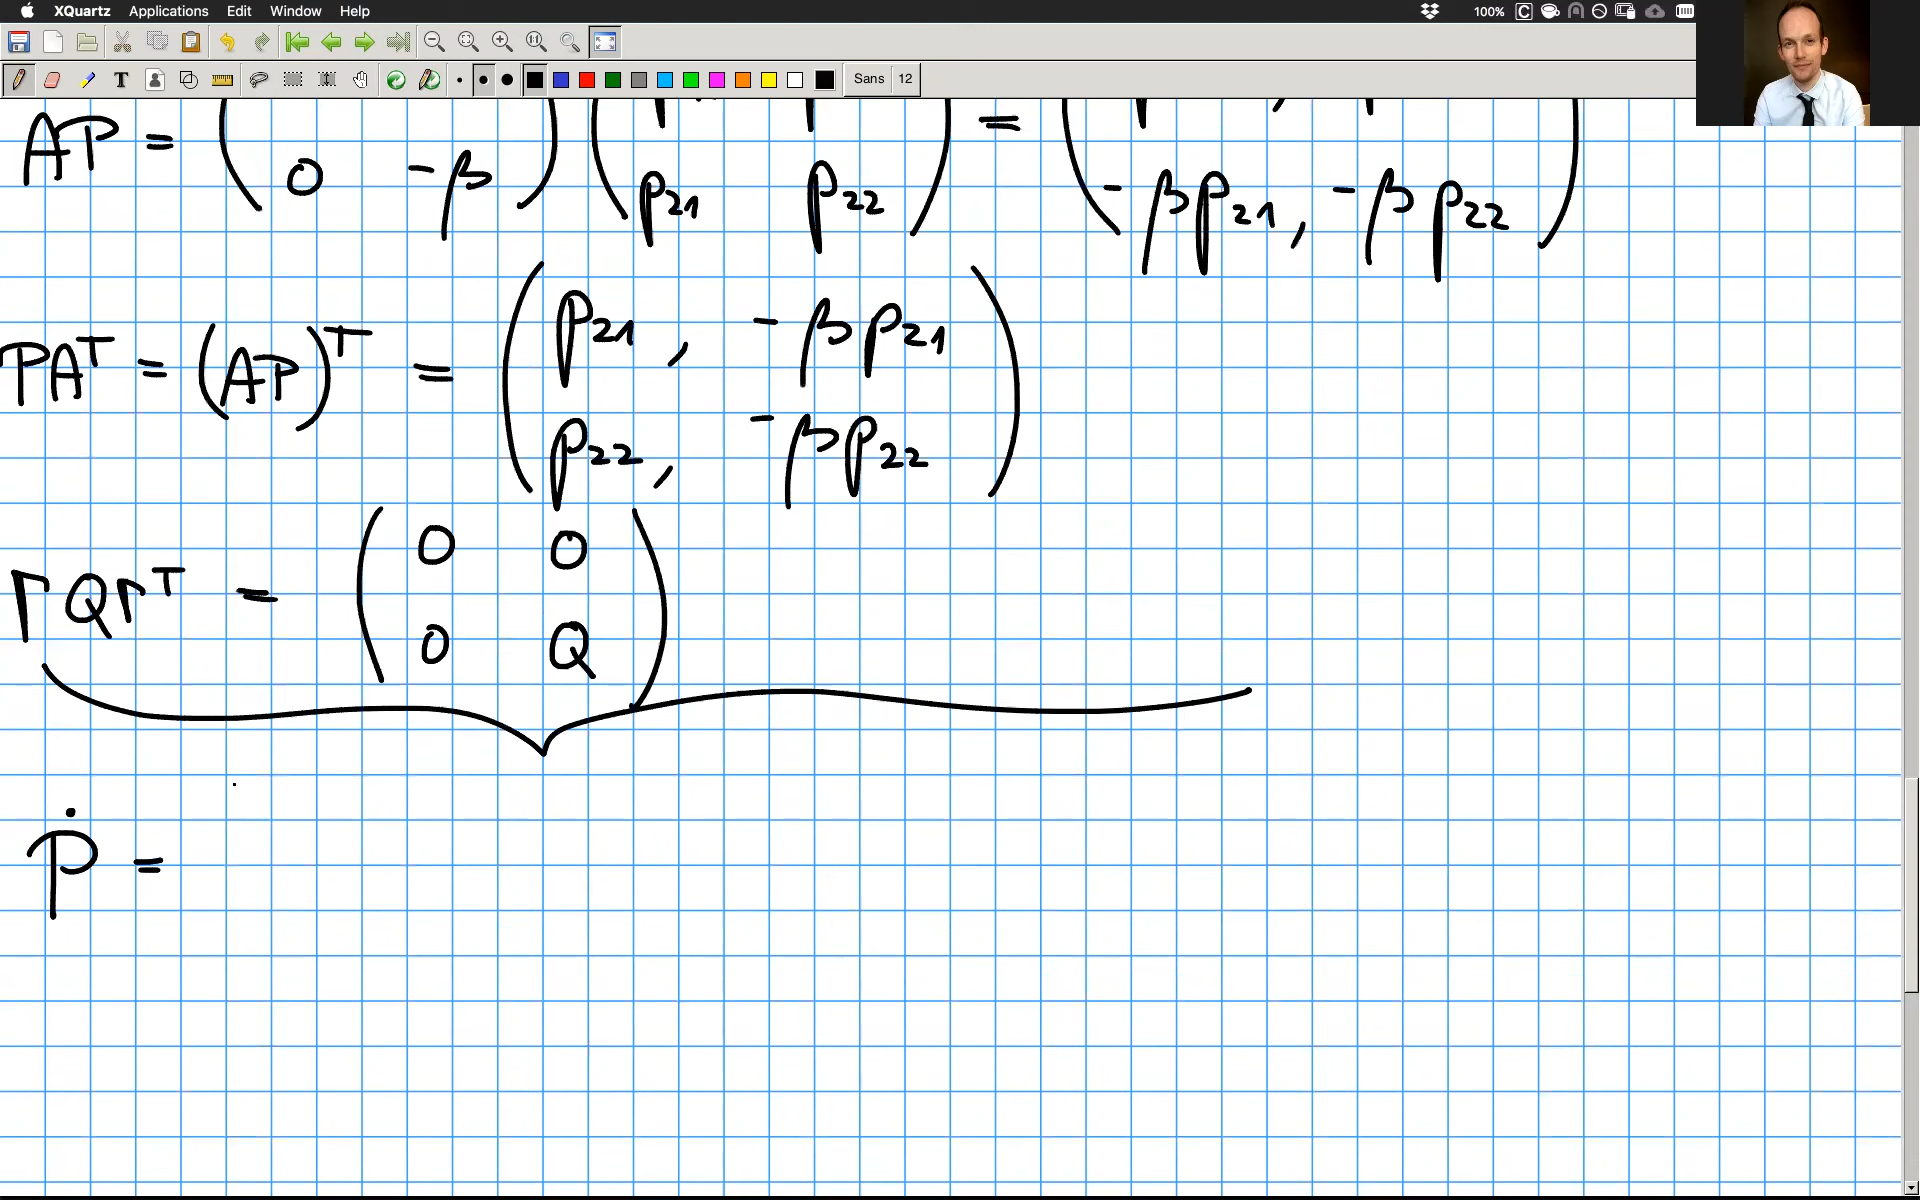 XQuartz Applications Edit Window Help 100%
Sans 12
AP = ( 0 -β ) ( p21 p22 ) = ( -βp21, -βp22 )
PAᵀ = (AP)ᵀ = ( p21, -βp21
p22, -βp22 )
ΓQΓᵀ = ( 0 0
0 Q )
Ṗ =